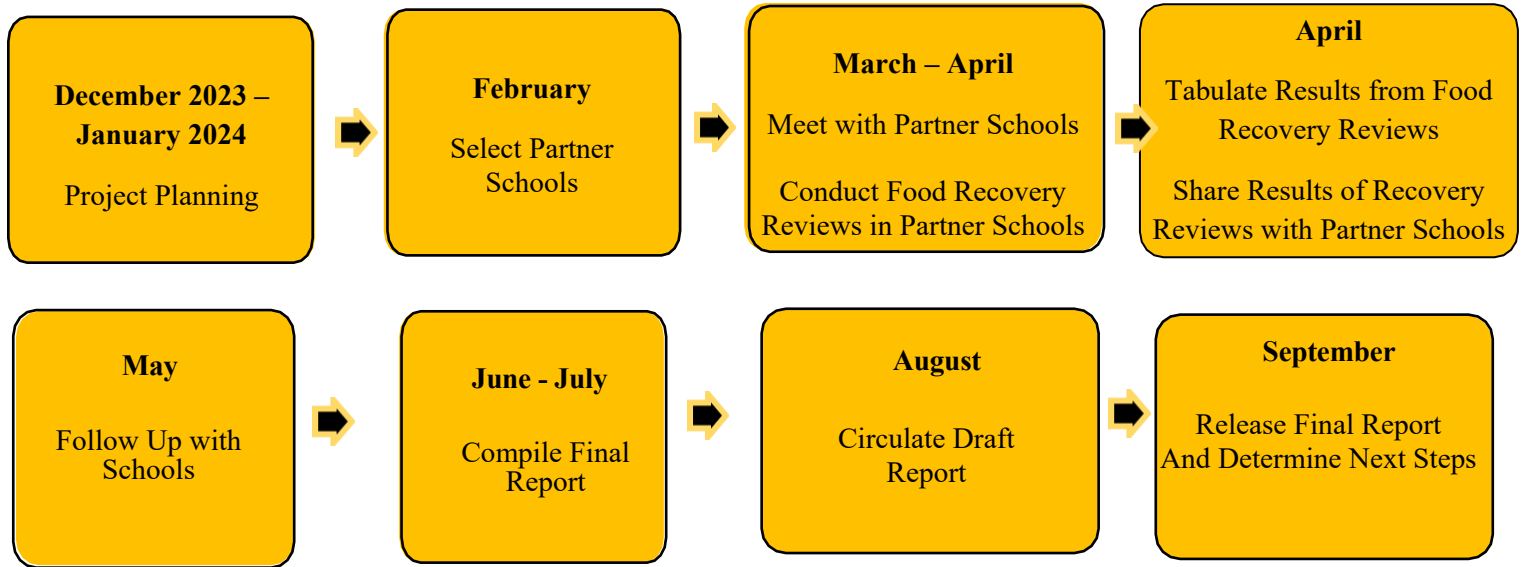 December 2023 –
January 2024
Project Planning
February
Select Partner
Schools
March – April
Meet with Partner Schools
Conduct Food Recovery
Reviews in Partner Schools
April
Tabulate Results from Food
Recovery Reviews
Share Results of Recovery
Reviews with Partner Schools
May
Follow Up with
Schools
June - July
Compile Final
Report
August
Circulate Draft
Report
September
Release Final Report
And Determine Next Steps